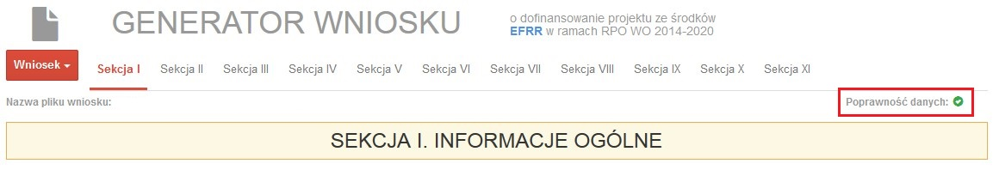 GENERATOR WNIOSKU
o dofinansowanie projektu ze środków
EFRR w ramach RPO WO 2014-2020
Wniosek
Sekcja I Sekcja II Sekcja III Sekcja IV Sekcja V Sekcja VI Sekcja VII Sekcja VIII Sekcja IX Sekcja X Sekcja XI
Nazwa pliku wniosku:
Poprawność danych:
SEKCJA I. INFORMACJE OGÓLNE